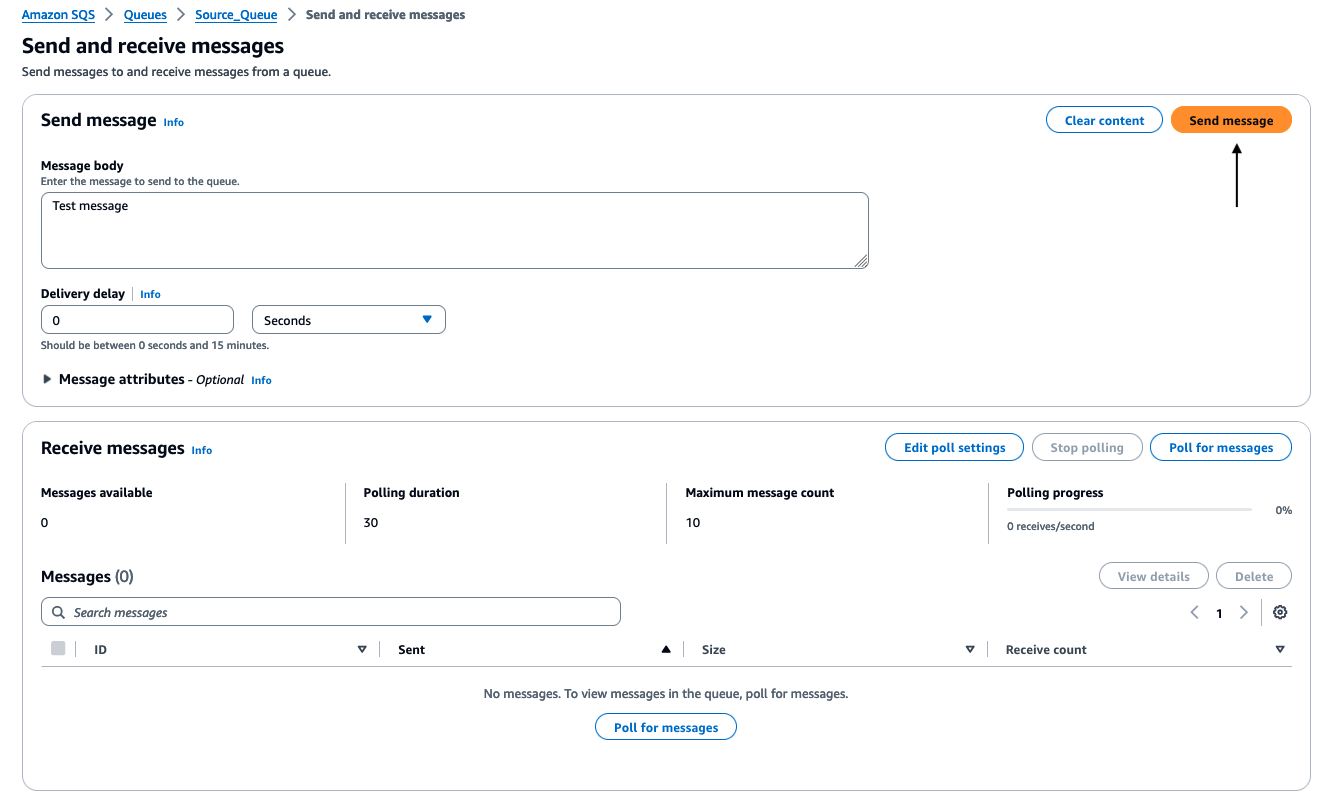 Amazon SQS > Queues > Source_Queue > Send and receive messages
Send and receive messages
Send messages to and receive messages from a queue.
Send message Info
Clear content
Send message
Message body
Enter the message to send to the queue.
Test message
Delivery delay Info
0
Seconds
Should be between 0 seconds and 15 minutes.
Message attributes - Optional Info
Receive messages Info
Edit poll settings
Stop polling
Poll for messages
Messages available
0
Polling duration
30
Maximum message count
10
Polling progress
0%
0 receives/second
Messages (0)
View details
Delete
Search messages
1
ID
Sent
Size
Receive count
No messages. To view messages in the queue, poll for messages.
Poll for messages